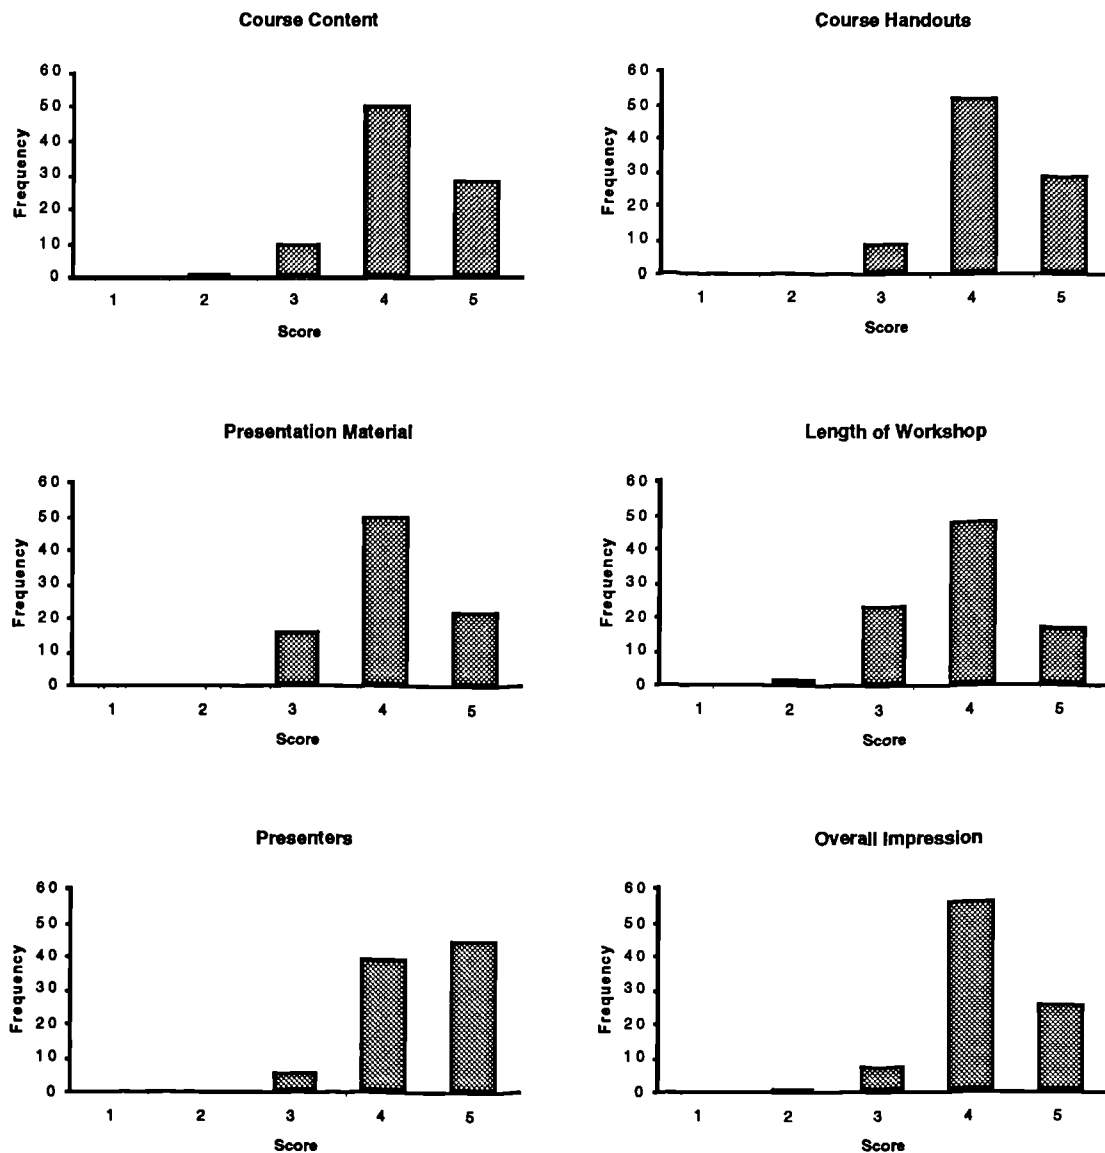 Course Content
60
50
40
30
20
10
0
Frequency
1 2 3 4 5
Score
Course Handouts
60
50
40
30
20
10
0
Frequency
1 2 3 4 5
Score
Presentation Material
60
50
40
30
20
10
0
Frequency
1 2 3 4 5
Score
Length of Workshop
60
50
40
30
20
10
0
Frequency
1 2 3 4 5
Score
Presenters
60
50
40
30
20
10
0
Frequency
1 2 3 4 5
Score
Overall Impression
60
50
40
30
20
10
0
Frequency
1 2 3 4 5
Score